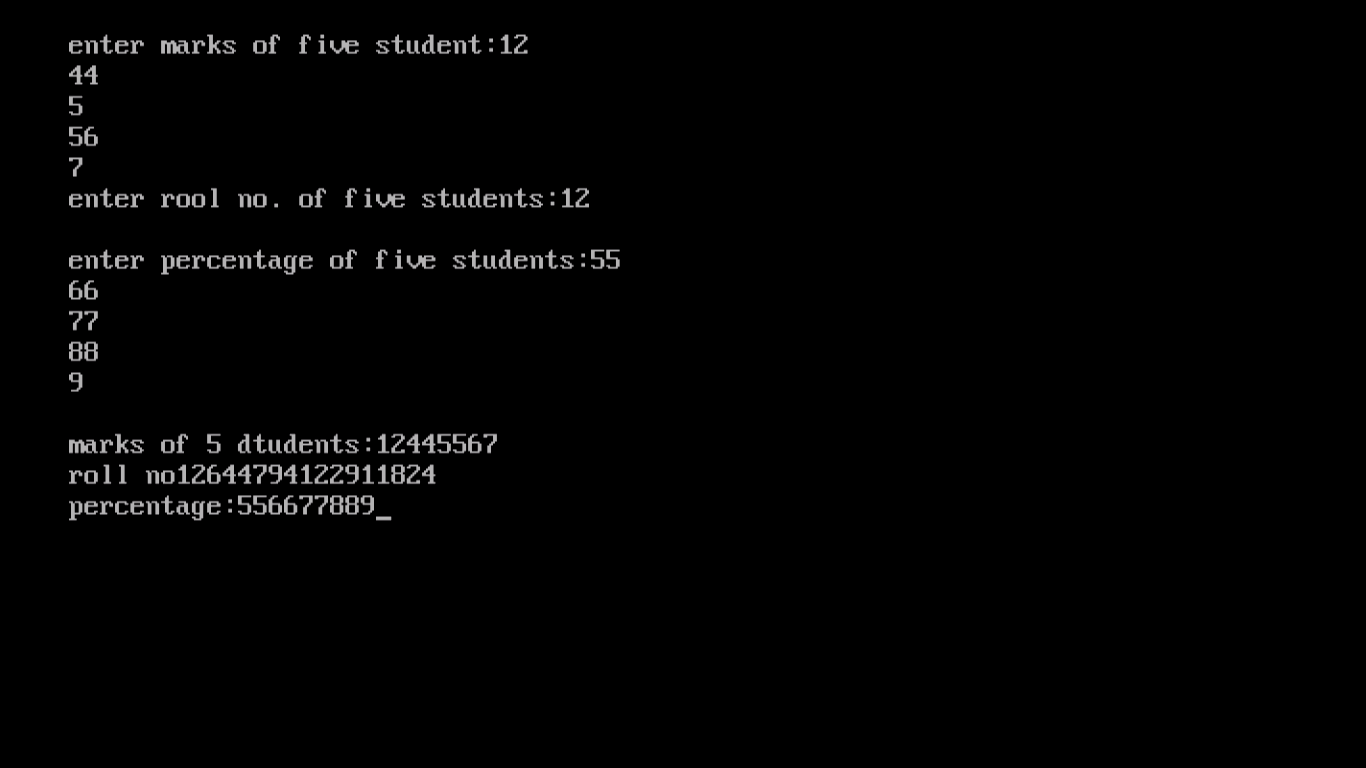 enter marks of five student:12
44
5
56
7
enter rool no. of five students:12
enter percentage of five students:55
66
77
88
9
marks of 5 dtudents:12445567
roll no12644794122911824
percentage:556677889_